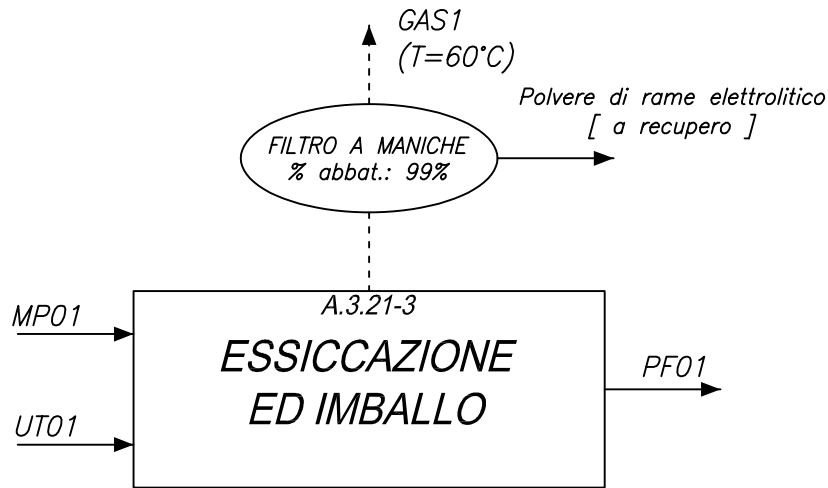 GAS1
(T=60°C)
Polvere di rame elettrolitico
[ a recupero ]
FILTRO A MANICHE
% abbat.: 99%
A.3.21-3
MP01
ESSICCAZIONE
ED IMBALLO
PF01
UT01